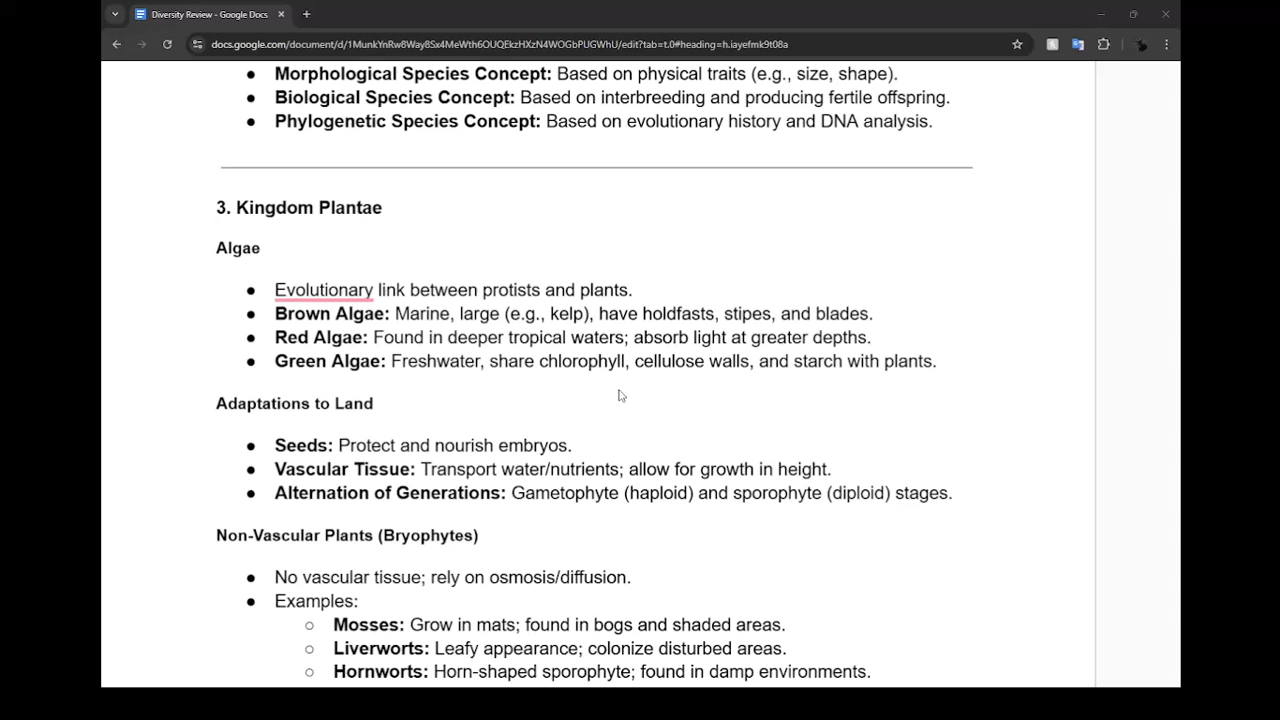 Diversity Review - Google Docs
docs.google.com/document/d/1MunkYnRw8Way8Sx4MeWth6OUQEkzHXzN4WOGbPUGWhU/edit?tab=t.0#heading=h.iayefmk9t08a
● Morphological Species Concept: Based on physical traits (e.g., size, shape).
● Biological Species Concept: Based on interbreeding and producing fertile offspring.
● Phylogenetic Species Concept: Based on evolutionary history and DNA analysis.
3. Kingdom Plantae
Algae
● Evolutionary link between protists and plants.
● Brown Algae: Marine, large (e.g., kelp), have holdfasts, stipes, and blades.
● Red Algae: Found in deeper tropical waters; absorb light at greater depths.
● Green Algae: Freshwater, share chlorophyll, cellulose walls, and starch with plants.
Adaptations to Land
● Seeds: Protect and nourish embryos.
● Vascular Tissue: Transport water/nutrients; allow for growth in height.
● Alternation of Generations: Gametophyte (haploid) and sporophyte (diploid) stages.
Non-Vascular Plants (Bryophytes)
● No vascular tissue; rely on osmosis/diffusion.
● Examples:
○ Mosses: Grow in mats; found in bogs and shaded areas.
○ Liverworts: Leafy appearance; colonize disturbed areas.
○ Hornworts: Horn-shaped sporophyte; found in damp environments.